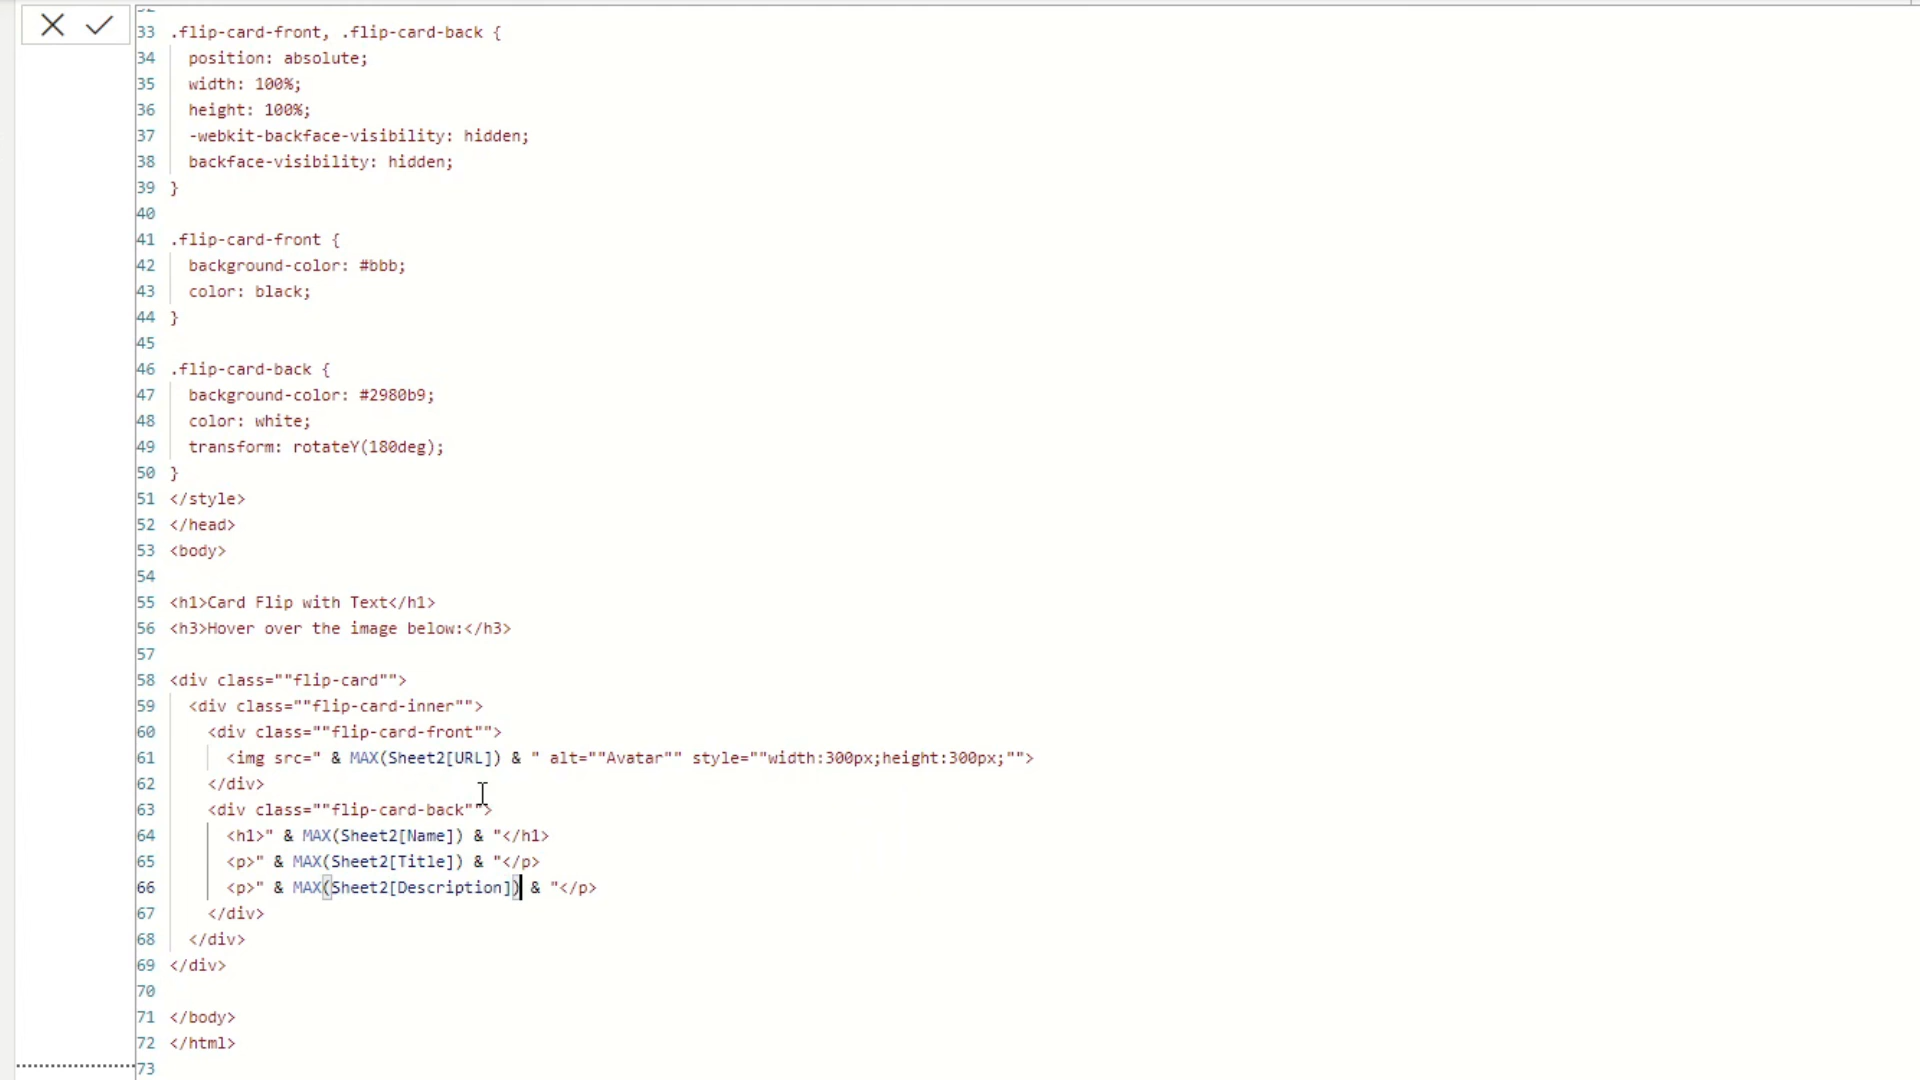 33 .flip-card-front, .flip-card-back {
34 position: absolute;
35 width: 100%;
36 height: 100%;
37 -webkit-backface-visibility: hidden;
38 backface-visibility: hidden;
39 }
40
41 .flip-card-front {
42 background-color: #bbb;
43 color: black;
44 }
45
46 .flip-card-back {
47 background-color: #2980b9;
48 color: white;
49 transform: rotateY(180deg);
50 }
51 </style>
52 </head>
53 <body>
54
55 <h1>Card Flip with Text</h1>
56 <h3>Hover over the image below:</h3>
57
58 <div class=""flip-card"">
59 <div class=""flip-card-inner"">
60 <div class=""flip-card-front"">
61 <img src=" & MAX(Sheet2[URL]) & " alt=""Avatar"" style=""width:300px;height:300px;"">
62 </div>
63 <div class=""flip-card-back"">
64 <h1>" & MAX(Sheet2[Name]) & "</h1>
65 <p>" & MAX(Sheet2[Title]) & "</p>
66 <p>" & MAX(Sheet2[Description]) & "</p>
67 </div>
68 </div>
69 </div>
70
71 </body>
72 </html>
73